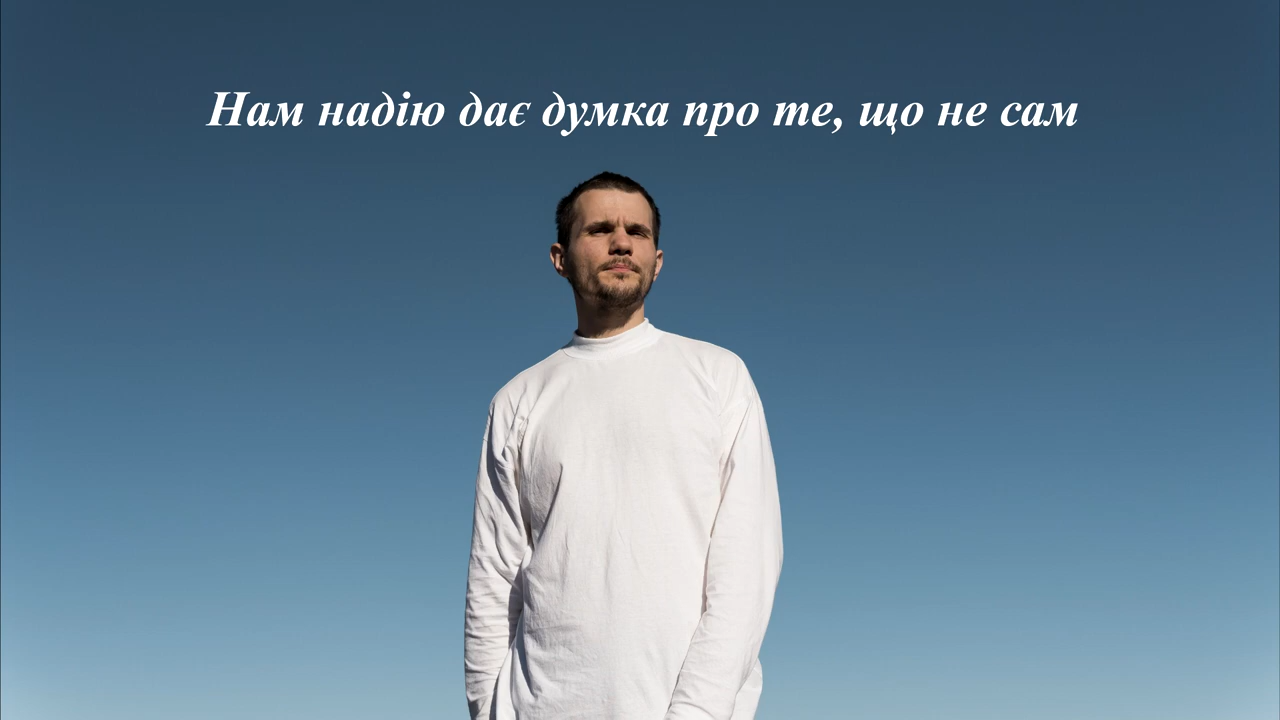 Нам надію дає думка про те, що не сам